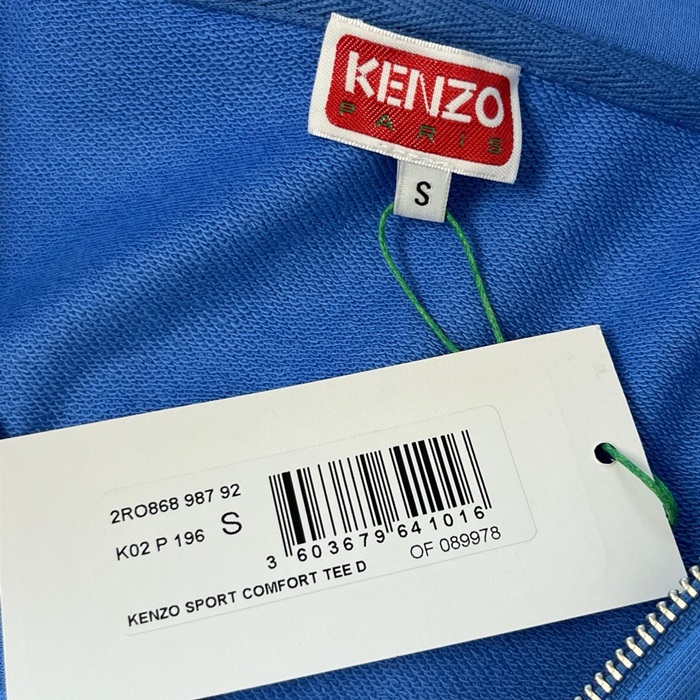 KENZO
PARIS
S
2RO868 987 92
K02 P 196 S
3 603679 641016
OF 089978
KENZO SPORT COMFORT TEE D